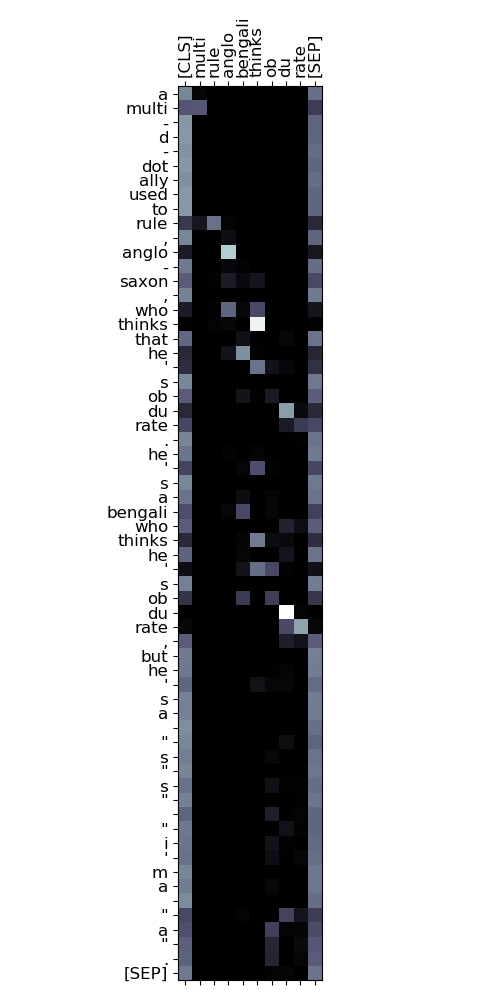 [CLS]
multi
rule
anglo
bengali
thinks
ob
du
rate
[SEP]
a
multi
-
d
-
dot
ally
used
to
rule
,
anglo
-
saxon
,
who
thinks
that
he
'
s
ob
du
rate
.
he
'
s
a
bengali
who
thinks
he
'
s
ob
du
rate
,
but
he
'
s
a
"
s
"
s
"
"
i
'
m
a
"
a
"
.
[SEP]